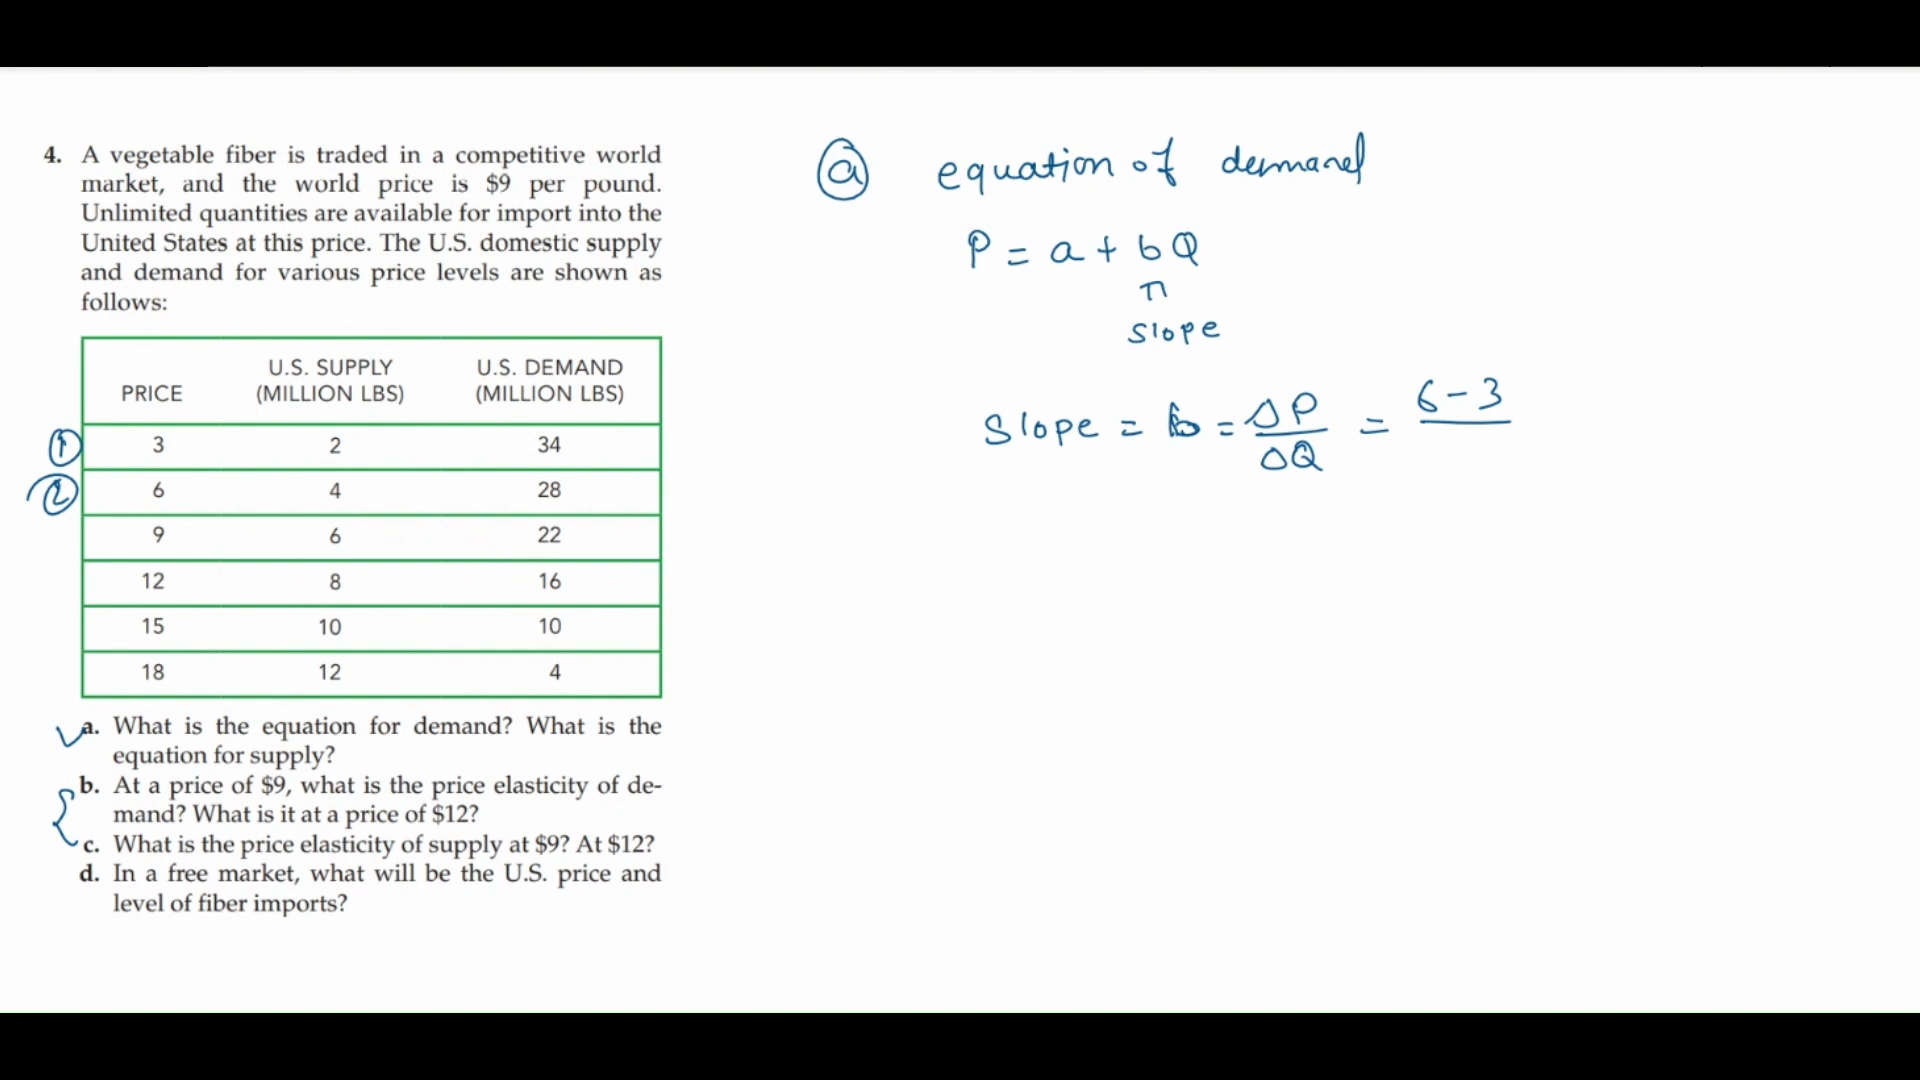 4. A vegetable fiber is traded in a competitive world
market, and the world price is $9 per pound.
Unlimited quantities are available for import into the
United States at this price. The U.S. domestic supply
and demand for various price levels are shown as
follows:
PRICE U.S. SUPPLY (MILLION LBS) U.S. DEMAND (MILLION LBS)
① 3 2 34
② 6 4 28
9 6 22
12 8 16
15 10 10
18 12 4
a. What is the equation for demand? What is the
equation for supply?
b. At a price of $9, what is the price elasticity of de-
mand? What is it at a price of $12?
c. What is the price elasticity of supply at $9? At $12?
d. In a free market, what will be the U.S. price and
level of fiber imports?
ⓐ equation of demand
P = a + bQ
slope
Slope = b = ΔP/ΔQ = 6-3